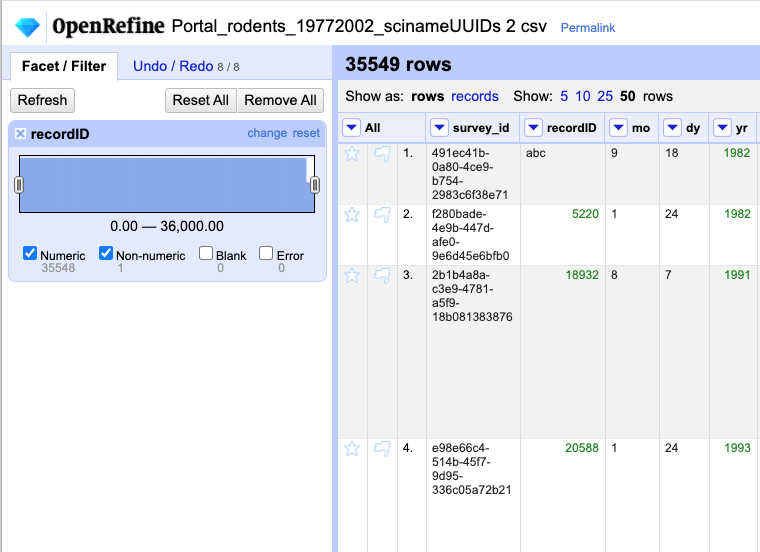 OpenRefine Portal_rodents_19772002_scinameUUIDs 2 csv Permalink
Facet / Filter Undo / Redo 8 / 8
Refresh Reset All Remove All
recordID change reset
0.00 — 36,000.00
Numeric Non-numeric Blank Error
35548 1 0 0
35549 rows
Show as: rows records Show: 5 10 25 50 rows
All survey_id recordID mo dy yr
1. 491ec41b- abc 9 18 1982
0a80-4ce9-
b754-
2983c6f38e71
2. f280bade- 5220 1 24 1982
4e9b-447d-
afe0-
9e6d45e6bfb0
3. 2b1b4a8a- 18932 8 7 1991
c3e9-4781-
a5f9-
18b081383876
4. e98e66c4- 20588 1 24 1993
514b-45f7-
9d95-
336c05a72b21